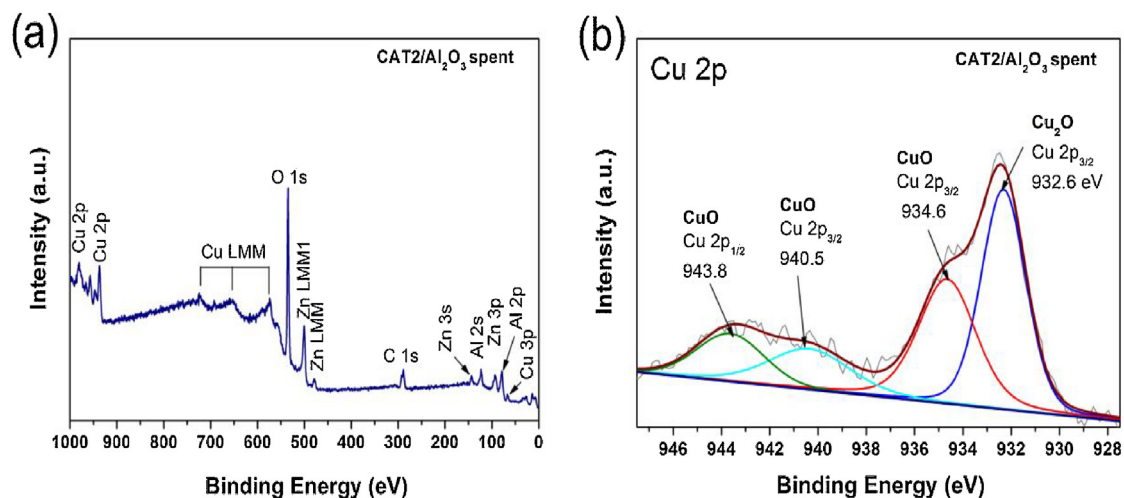 (a)
CAT2/Al₂O₃ spent
Intensity (a.u.)
Cu 2p
Cu 2p
Cu LMM
O 1s
Zn LMM1
Zn LMM
C 1s
Zn 3s
Al 2s
Zn 3p
Al 2p
Cu 3p
1000 900 800 700 600 500 400 300 200 100 0
Binding Energy (eV)
(b)
Cu 2p
CAT2/Al₂O₃ spent
Intensity (a.u.)
CuO
Cu 2p₁/₂
943.8
CuO
Cu 2p₃/₂
940.5
CuO
Cu 2p₃/₂
934.6
Cu₂O
Cu 2p₃/₂
932.6 eV
946 944 942 940 938 936 934 932 930 928
Binding Energy (eV)